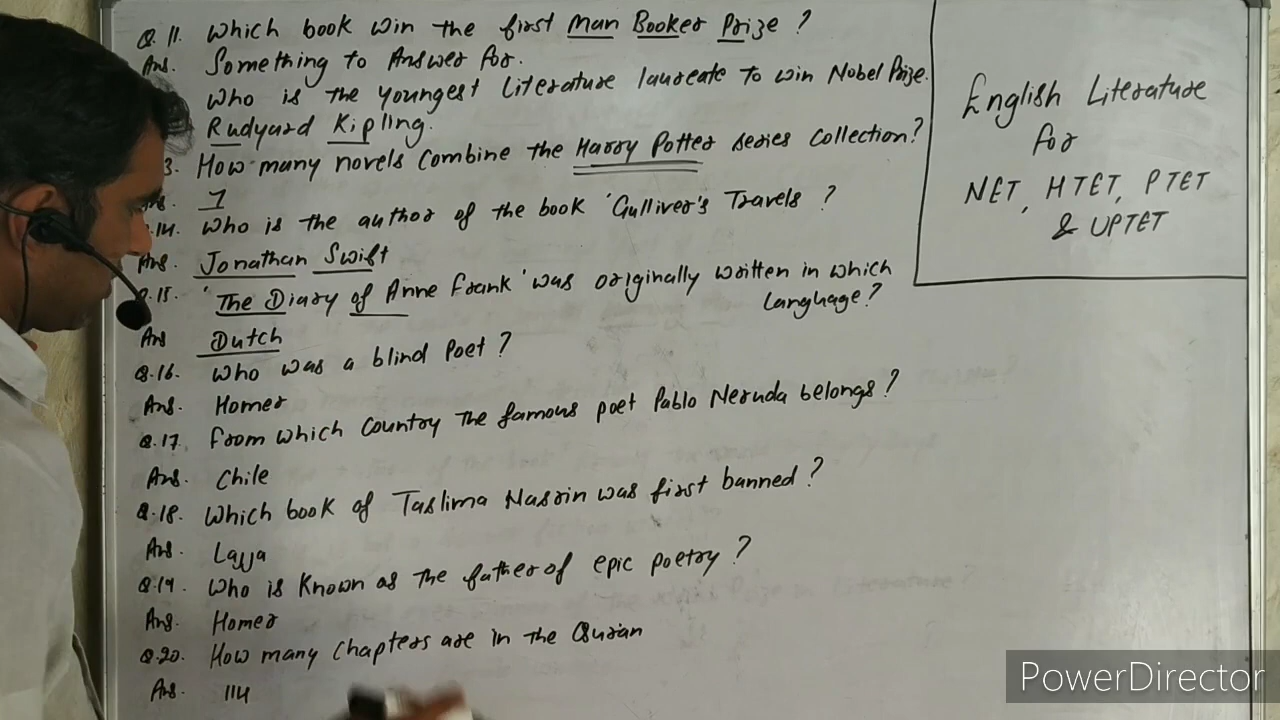 Q.11. Which book win the first Man Booker Prize ?
Ans. Something to Answer for.
Who is the youngest literature laureate to win Nobel Prize.
Rudyard Kipling.
3. How many novels combine the Harry Potter series collection?
Ans. 7
.14. Who is the author of the book 'Gulliver's Travels ?
Ans. Jonathan Swift
Q.15. 'The Diary of Anne Frank' was originally written in which
langhage?
Ans Dutch
Q.16. Who was a blind Poet ?
Ans. Homer
Q.17. From which country the famous poet Pablo Neruda belongs ?
Ans. Chile
Q.18. Which book of Taslima Nasrin was first banned ?
Ans. Lajja
Q.19. Who is known as the father of epic poetry ?
Ans. Homer
Q.20. How many chapters are in the Quran
Ans. 114
English Literature
for
NET, HTET, PTET
& UPTET
PowerDirector